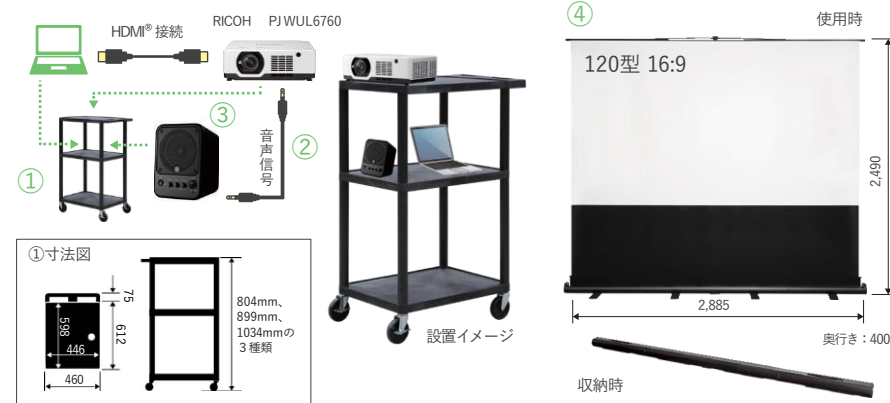 HDMI® 接続
RICOH PJ WUL6760
①
②
③
音声信号
設置イメージ
①寸法図
75
598
612
446
460
804mm、
899mm、
1034mmの
３種類
④
使用時
120型 16:9
2,490
2,885
奥行き：400
収納時